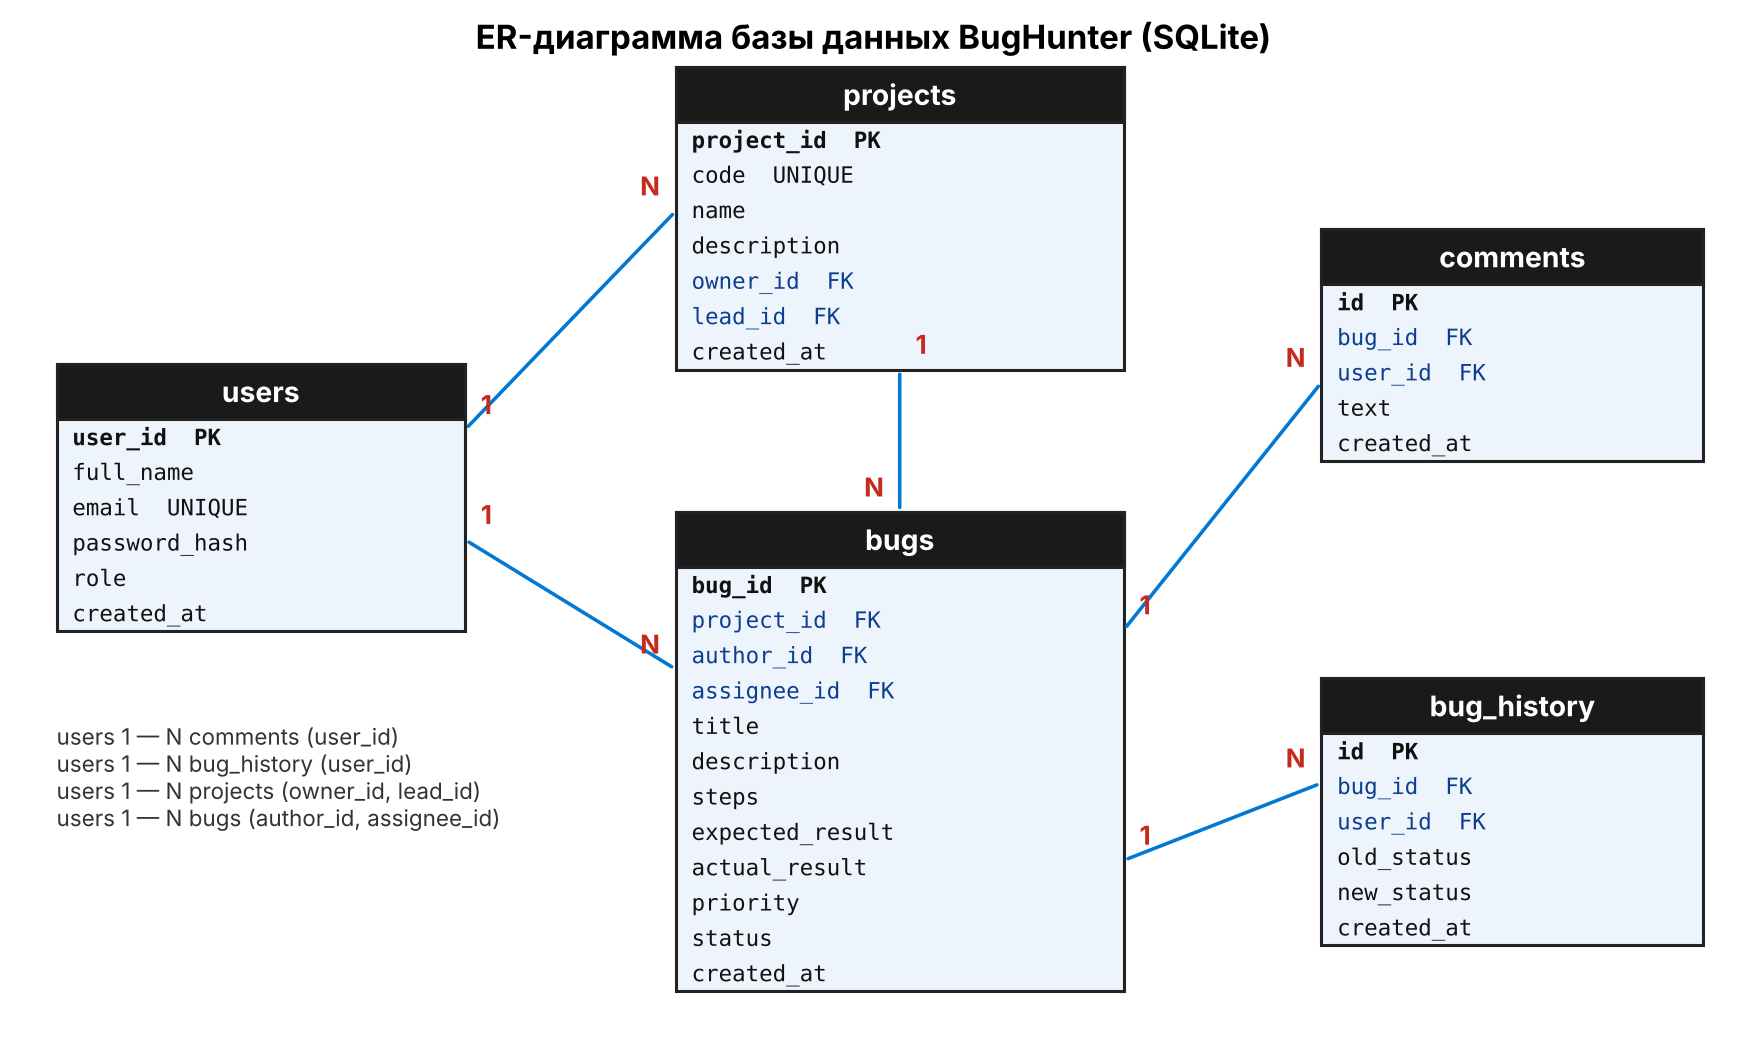 ER-диаграмма базы данных BugHunter (SQLite)
projects
project_id PK
code UNIQUE
name
description
owner_id FK
lead_id FK
created_at
1
N
1
users
user_id PK
full_name
email UNIQUE
password_hash
role
created_at
1
N
N
bugs
bug_id PK
project_id FK
author_id FK
assignee_id FK
title
description
steps
expected_result
actual_result
priority
status
created_at
comments
id PK
bug_id FK
user_id FK
text
created_at
N
1
bug_history
id PK
bug_id FK
user_id FK
old_status
new_status
created_at
N
1
users 1 — N comments (user_id)
users 1 — N bug_history (user_id)
users 1 — N projects (owner_id, lead_id)
users 1 — N bugs (author_id, assignee_id)